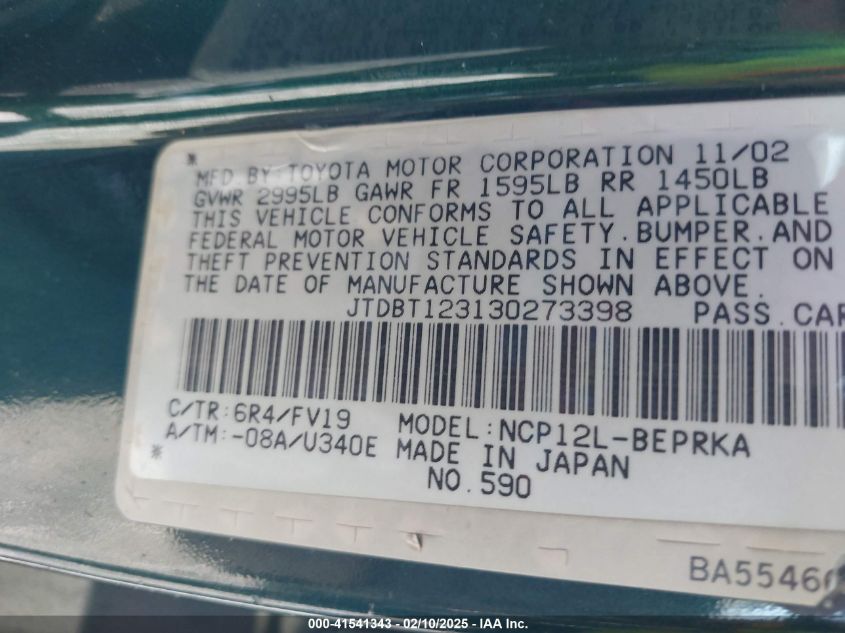 * MFD.BY:TOYOTA MOTOR CORPORATION 11/02
GVWR 2995LB GAWR FR 1595LB RR 1450LB
THIS VEHICLE CONFORMS TO ALL APPLICABLE
FEDERAL MOTOR VEHICLE SAFETY.BUMPER.AND
THEFT PREVENTION STANDARDS IN EFFECT ON
THE DATE OF MANUFACTURE SHOWN ABOVE.
JTDBT123130273398 PASS.CAR
C/TR:6R4/FV19 MODEL:NCP12L-BEPRKA
A/TM:-08A/U340E MADE IN JAPAN
* NO.590
BA5546
000-41541343 - 02/10/2025 - IAA Inc.